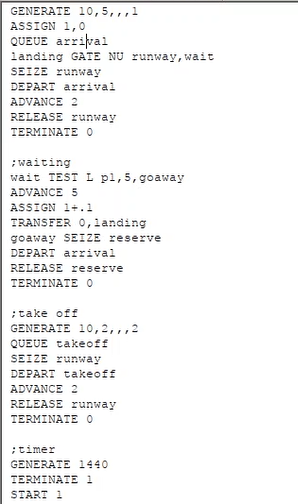 GENERATE 10,5,,,1
ASSIGN 1,0
QUEUE arrival
landing GATE NU runway,wait
SEIZE runway
DEPART arrival
ADVANCE 2
RELEASE runway
TERMINATE 0
;waiting
wait TEST L p1,5,goaway
ADVANCE 5
ASSIGN 1+.1
TRANSFER 0,landing
goaway SEIZE reserve
DEPART arrival
RELEASE reserve
TERMINATE 0
;take off
GENERATE 10,2,,,2
QUEUE takeoff
SEIZE runway
DEPART takeoff
ADVANCE 2
RELEASE runway
TERMINATE 0
;timer
GENERATE 1440
TERMINATE 1
START 1